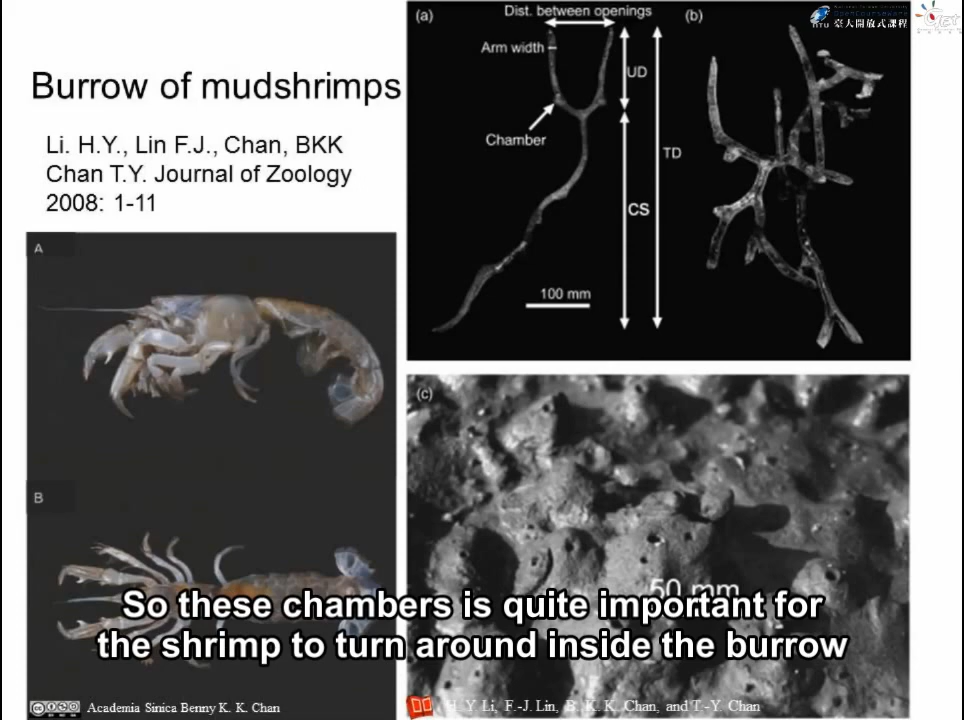 Burrow of mudshrimps
Li. H.Y., Lin F.J., Chan, BKK
Chan T.Y. Journal of Zoology
2008: 1-11
A
B
(a)
Dist. between openings
Arm width
UD
Chamber
TD
CS
100 mm
(b)
臺大開放式課程
(c)
50 mm
So these chambers is quite important for
the shrimp to turn around inside the burrow
Academia Sinica Benny K. K. Chan
H. Y Li, F.-J. Lin, B. K. K. Chan, and T.-Y. Chan